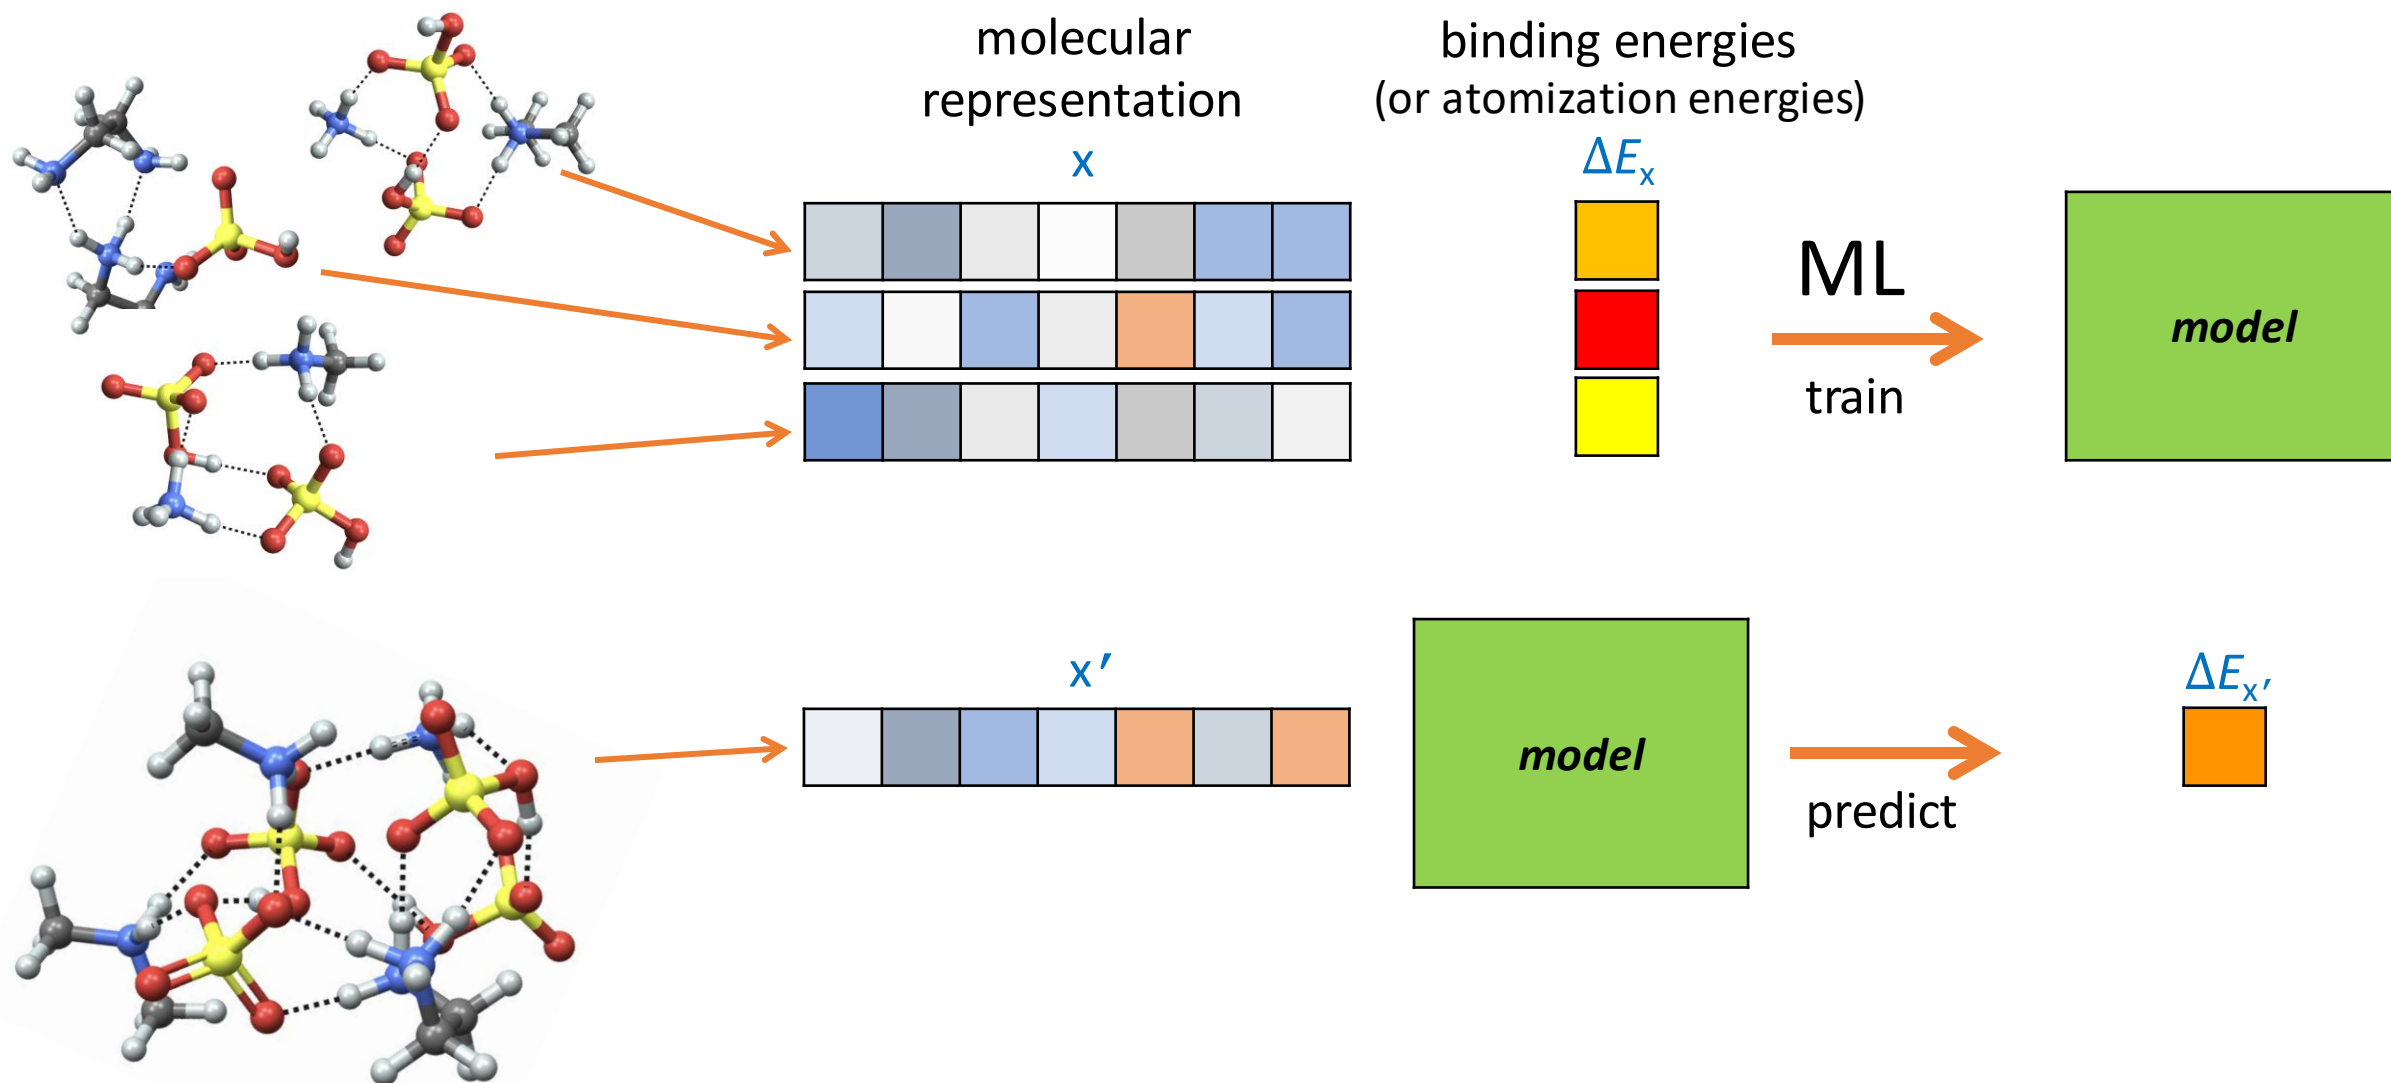 molecular
representation
x
binding energies
(or atomization energies)
ΔEx
ML
train
model
x′
model
predict
ΔEx′